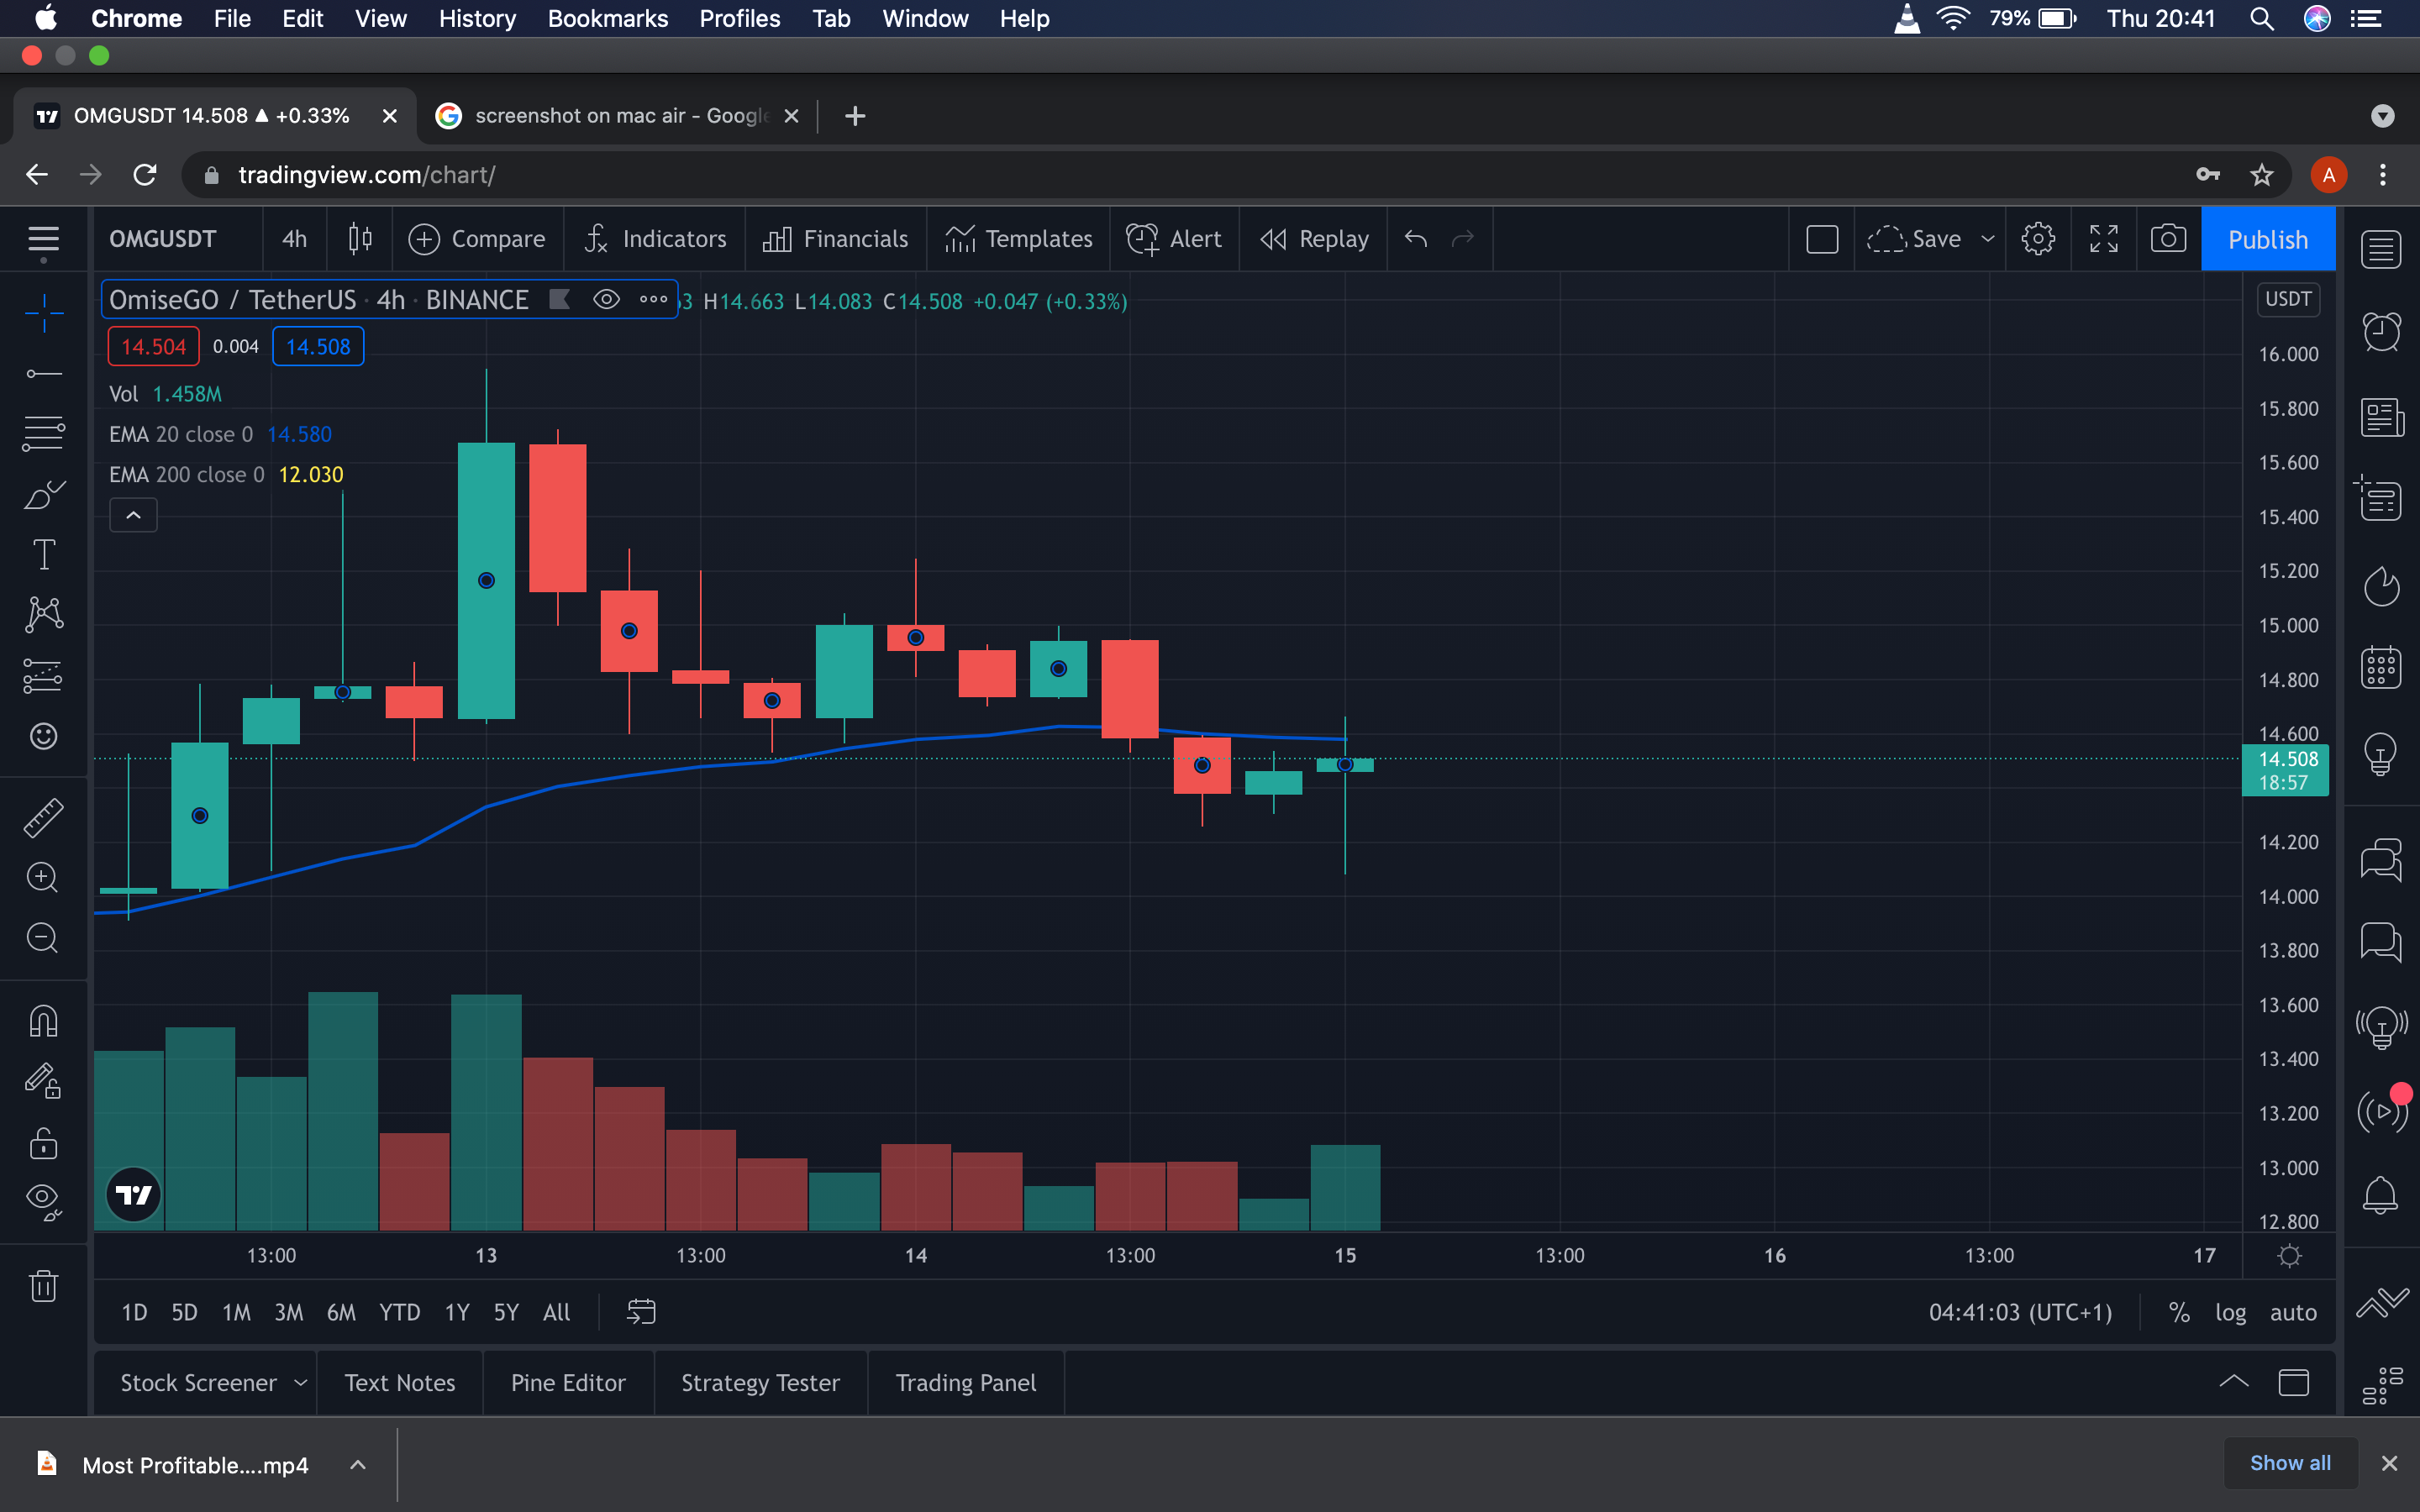 Chrome File Edit View History Bookmarks Profiles Tab Window Help 79% Thu 20:41
OMGUSDT 14.508 ▲ +0.33% screenshot on mac air - Google
tradingview.com/chart/ A
OMGUSDT 4h Compare Indicators Financials Templates Alert Replay Save Publish
OmiseGO / TetherUS · 4h · BINANCE 3 H14.663 L14.083 C14.508 +0.047 (+0.33%)
USDT
14.504 0.004 14.508
Vol 1.458M
EMA 20 close 0 14.580
EMA 200 close 0 12.030
16.000
15.800
15.600
15.400
15.200
15.000
14.800
14.600
14.508
18:57
14.200
14.000
13.800
13.600
13.400
13.200
13.000
12.800
13:00 13 13:00 14 13:00 15 13:00 16 13:00 17
1D 5D 1M 3M 6M YTD 1Y 5Y All 04:41:03 (UTC+1) % log auto
Stock Screener Text Notes Pine Editor Strategy Tester Trading Panel
Most Profitable....mp4 Show all